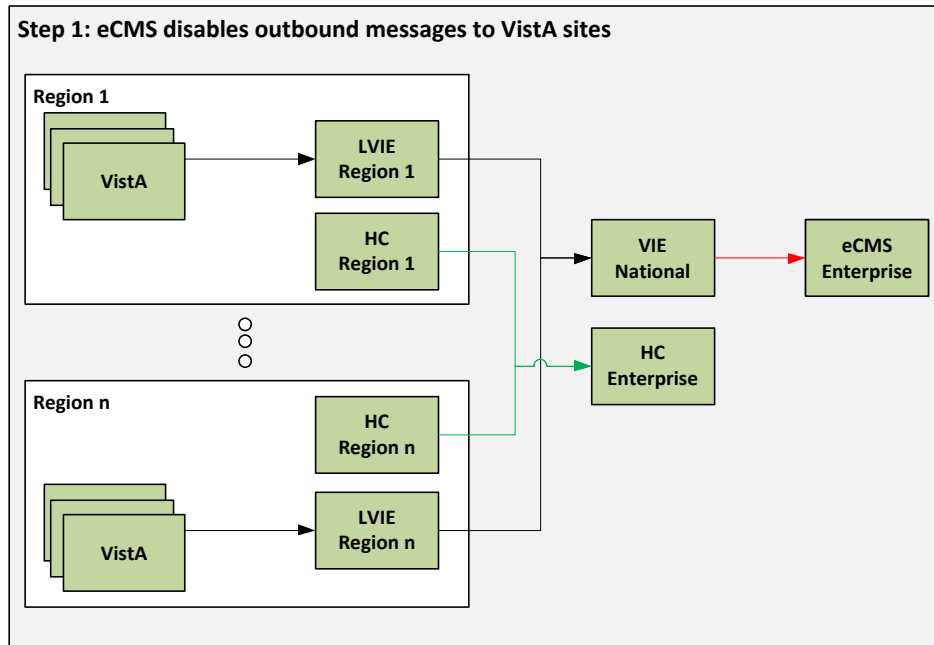 Step 1: eCMS disables outbound messages to VistA sites
Region 1
VistA
LVIE
Region 1
HC
Region 1
VIE
National
eCMS
Enterprise
HC
Enterprise
Region n
HC
Region n
VistA
LVIE
Region n